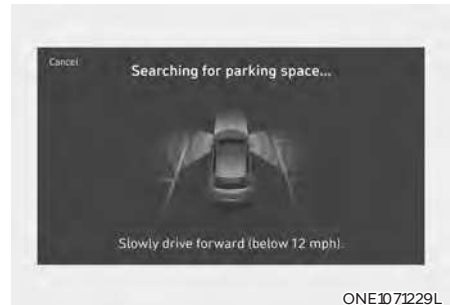 Cancel
Searching for parking space...
Slowly drive forward (below 12 mph).
ONE1071229L